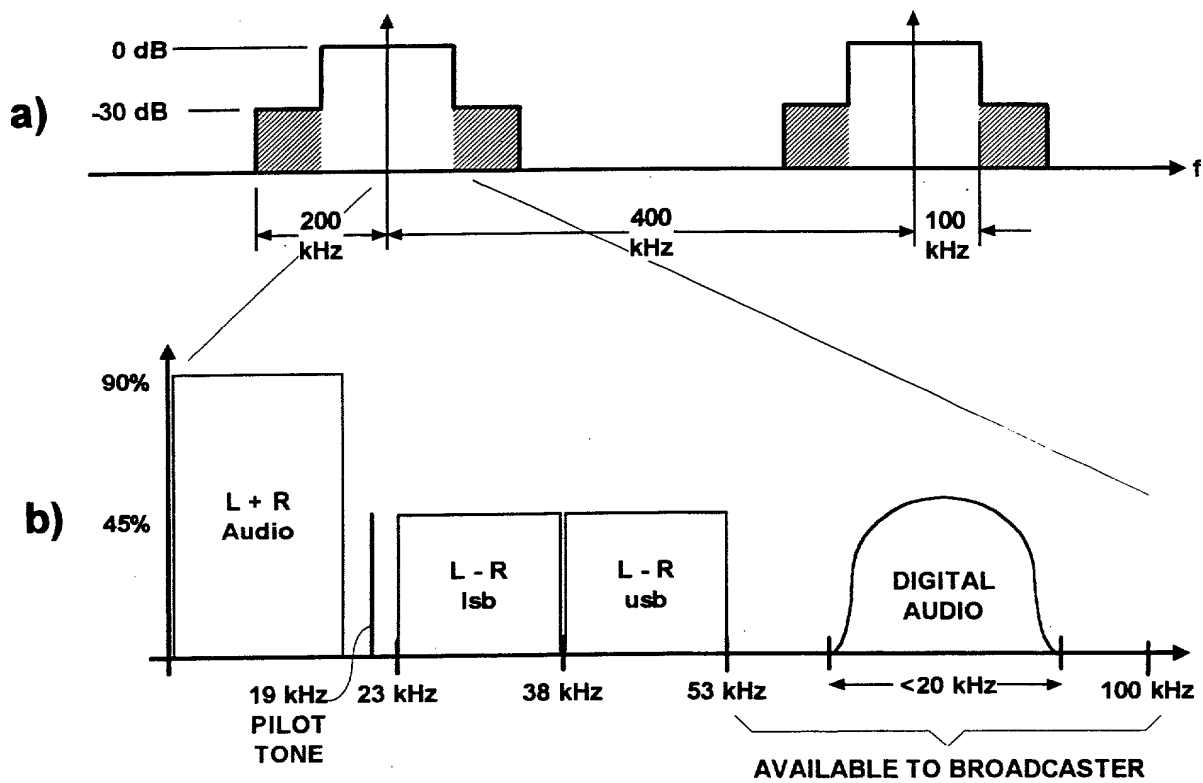 a)
0 dB
-30 dB
f
200
kHz
400
kHz
100
kHz
b)
90%
45%
L + R
Audio
L - R
lsb
L - R
usb
DIGITAL
AUDIO
19 kHz
PILOT
TONE
23 kHz
38 kHz
53 kHz
<20 kHz
100 kHz
AVAILABLE TO BROADCASTER